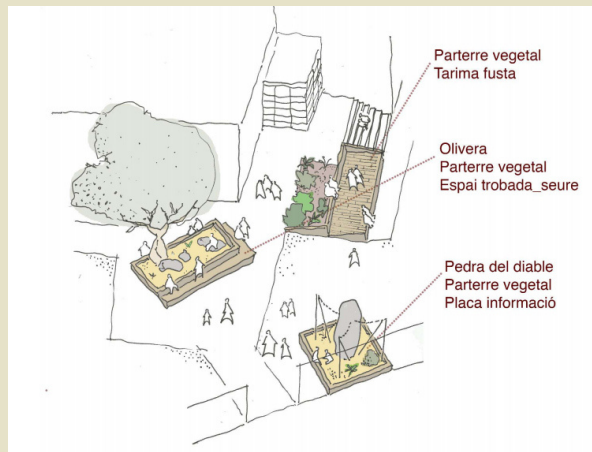 Parterre vegetal
Tarima fusta
Olivera
Parterre vegetal
Espai trobada_seure
Pedra del diable
Parterre vegetal
Placa informació